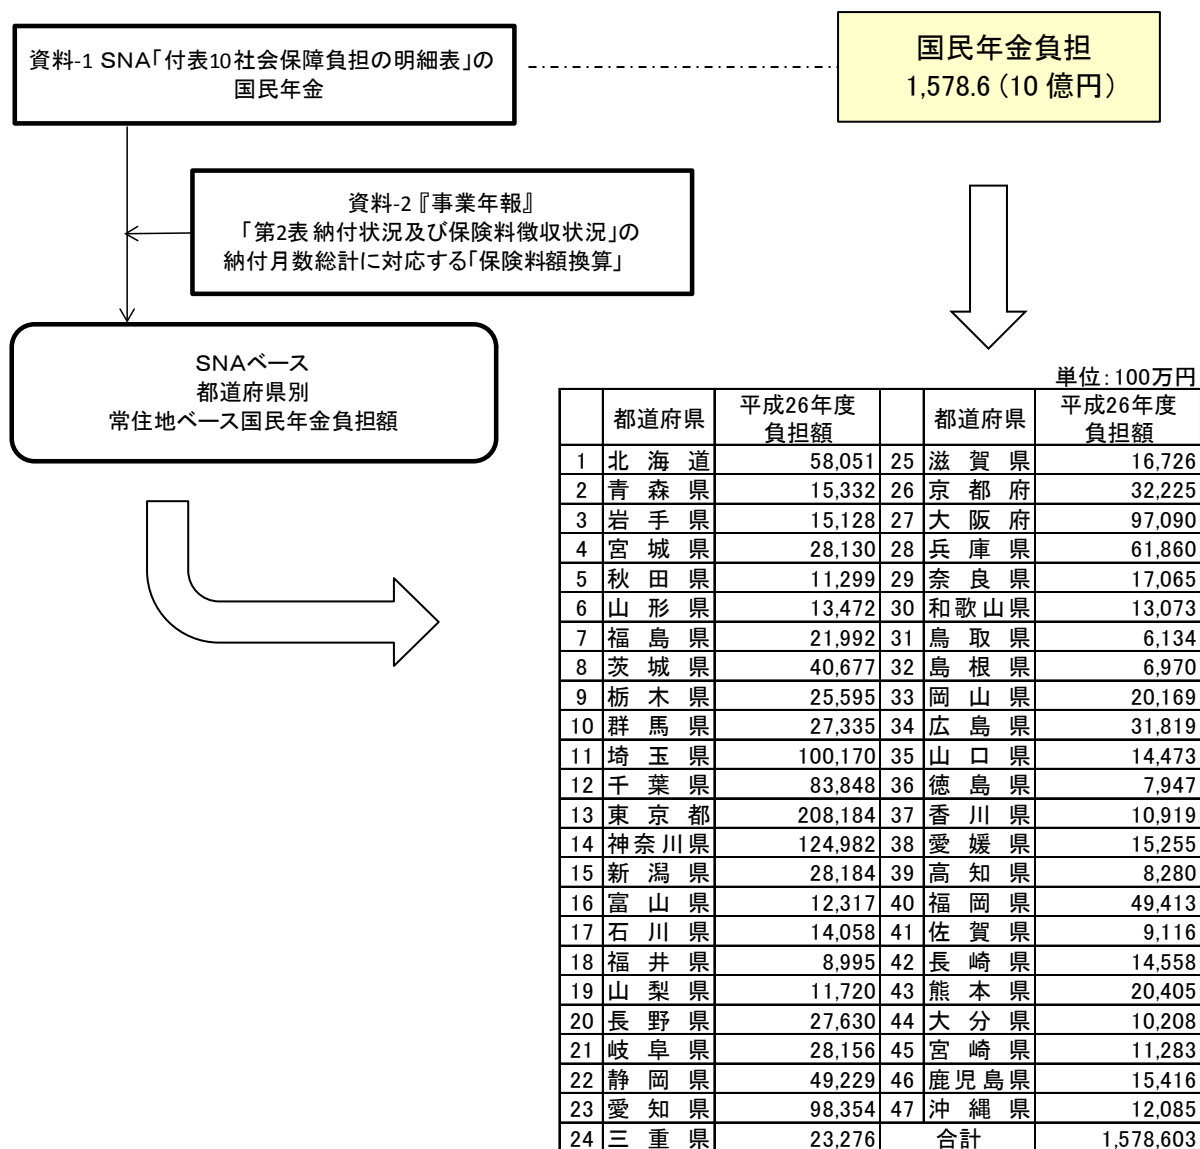 資料-1 SNA「付表10社会保障負担の明細表」の
国民年金
国民年金負担
1,578.6(10億円)
資料-2『事業年報』
「第2表 納付状況及び保険料徴収状況」の
納付月数総計に対応する「保険料額換算」
SNAベース
都道府県別
常住地ベース国民年金負担額
単位:100万円
都道府県 平成26年度 負担額 都道府県 平成26年度 負担額
1 北海道 58,051 25 滋賀県 16,726
2 青森県 15,332 26 京都府 32,225
3 岩手県 15,128 27 大阪府 97,090
4 宮城県 28,130 28 兵庫県 61,860
5 秋田県 11,299 29 奈良県 17,065
6 山形県 13,472 30 和歌山県 13,073
7 福島県 21,992 31 鳥取県 6,134
8 茨城県 40,677 32 島根県 6,970
9 栃木県 25,595 33 岡山県 20,169
10 群馬県 27,335 34 広島県 31,819
11 埼玉県 100,170 35 山口県 14,473
12 千葉県 83,848 36 徳島県 7,947
13 東京都 208,184 37 香川県 10,919
14 神奈川県 124,982 38 愛媛県 15,255
15 新潟県 28,184 39 高知県 8,280
16 富山県 12,317 40 福岡県 49,413
17 石川県 14,058 41 佐賀県 9,116
18 福井県 8,995 42 長崎県 14,558
19 山梨県 11,720 43 熊本県 20,405
20 長野県 27,630 44 大分県 10,208
21 岐阜県 28,156 45 宮崎県 11,283
22 静岡県 49,229 46 鹿児島県 15,416
23 愛知県 98,354 47 沖縄県 12,085
24 三重県 23,276 合計 1,578,603